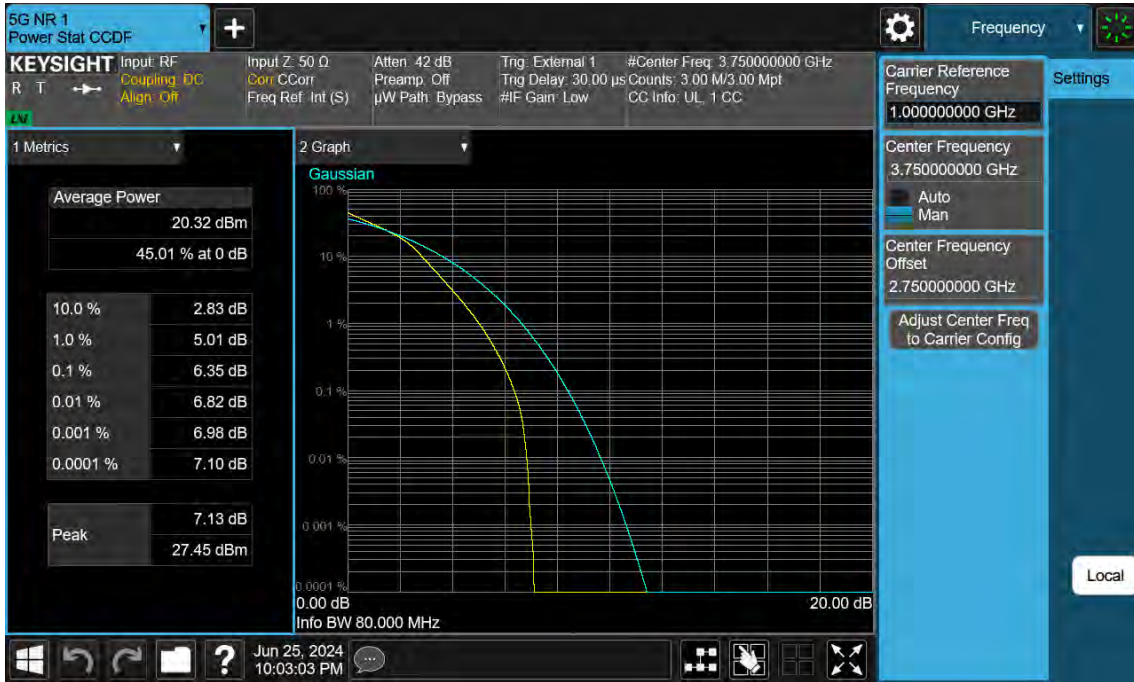 5G NR 1
Power Stat CCDF
Frequency
KEYSIGHT
R T
LNI
Input: RF
Coupling: DC
Align: Off
Input Z: 50 Ω
Corr CCorr
Freq Ref: Int (S)
Atten: 42 dB
Preamp: Off
µW Path: Bypass
Trig: External 1
Trig Delay: 30.00 µs
#IF Gain: Low
#Center Freq: 3.750000000 GHz
Counts: 3.00 M/3.00 Mpt
CC Info: UL, 1 CC
1 Metrics
Average Power
20.32 dBm
45.01 % at 0 dB
10.0 % 2.83 dB
1.0 % 5.01 dB
0.1 % 6.35 dB
0.01 % 6.82 dB
0.001 % 6.98 dB
0.0001 % 7.10 dB
Peak
7.13 dB
27.45 dBm
2 Graph
Gaussian
100 %
10 %
1 %
0.1 %
0.01 %
0.001 %
0.0001 %
0.00 dB 20.00 dB
Info BW 80.000 MHz
Carrier Reference
Frequency
1.000000000 GHz
Center Frequency
3.750000000 GHz
Auto
Man
Center Frequency
Offset
2.750000000 GHz
Adjust Center Freq
to Carrier Config
Settings
Local
?
Jun 25, 2024
10:03:03 PM